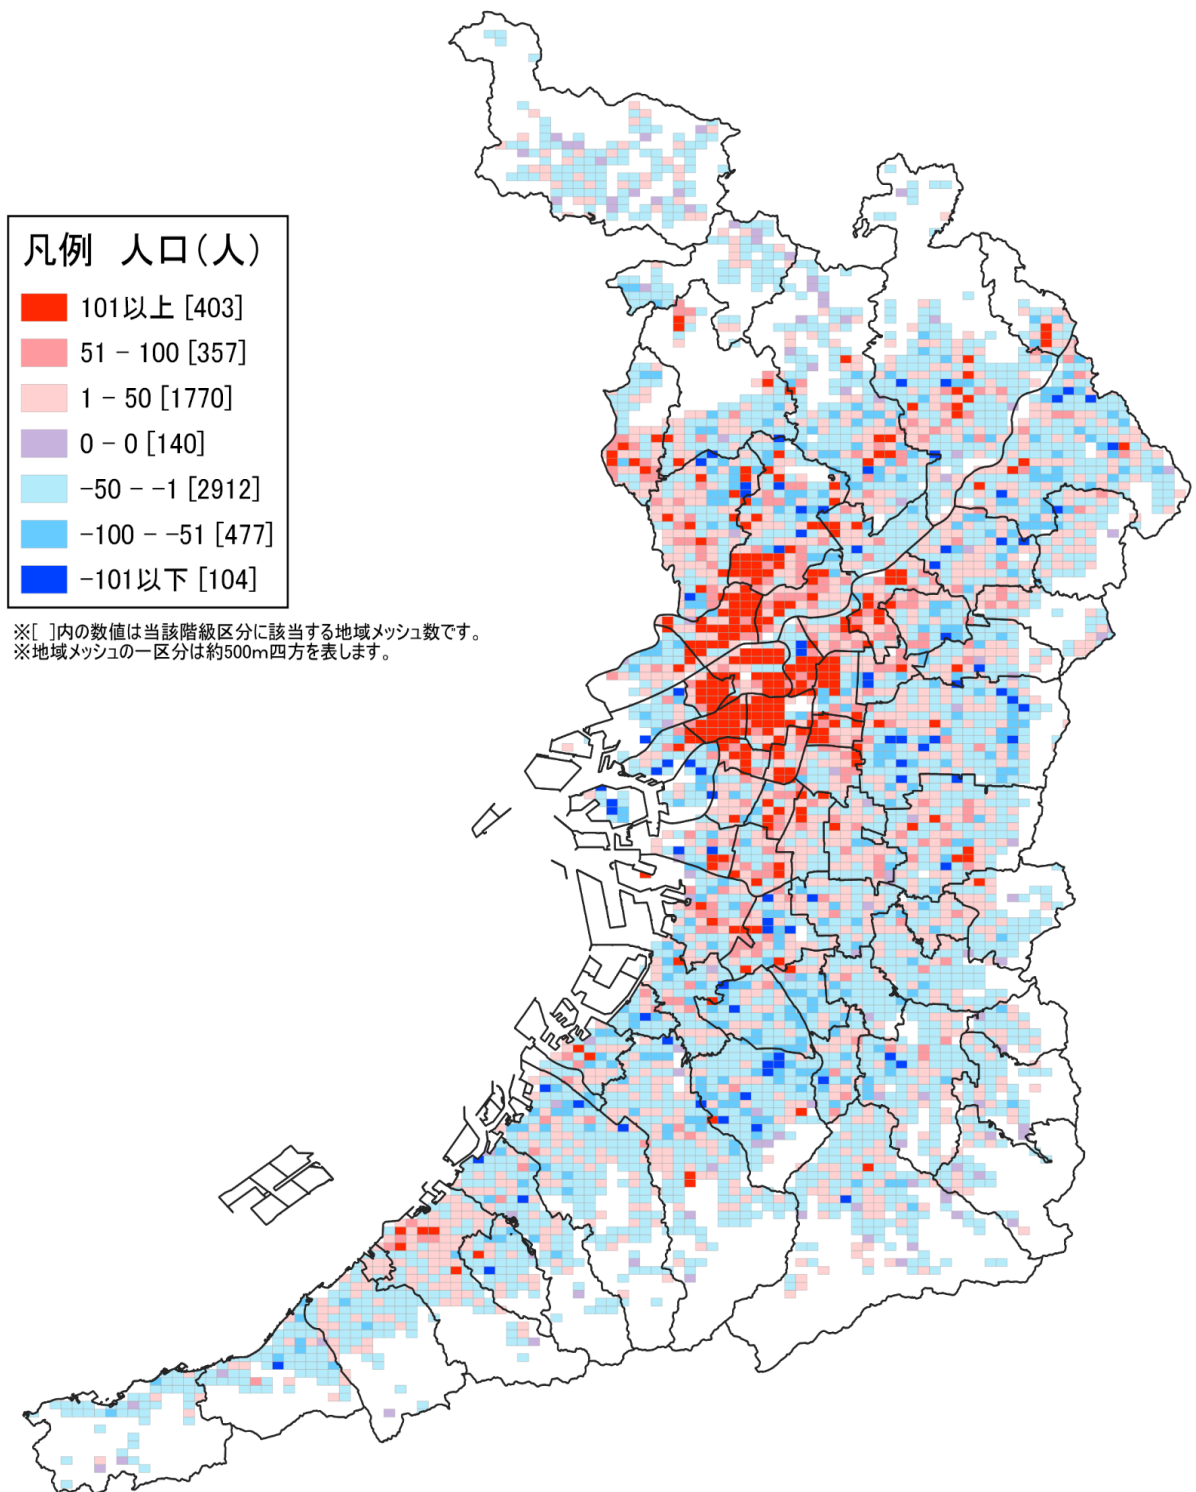 凡例 人口(人)
101以上 [403]
51 - 100 [357]
1 - 50 [1770]
0 - 0 [140]
-50 - -1 [2912]
-100 - -51 [477]
-101以下 [104]
※[ ]内の数値は当該階級区分に該当する地域メッシュ数です。
※地域メッシュの一区分は約500m四方を表します。